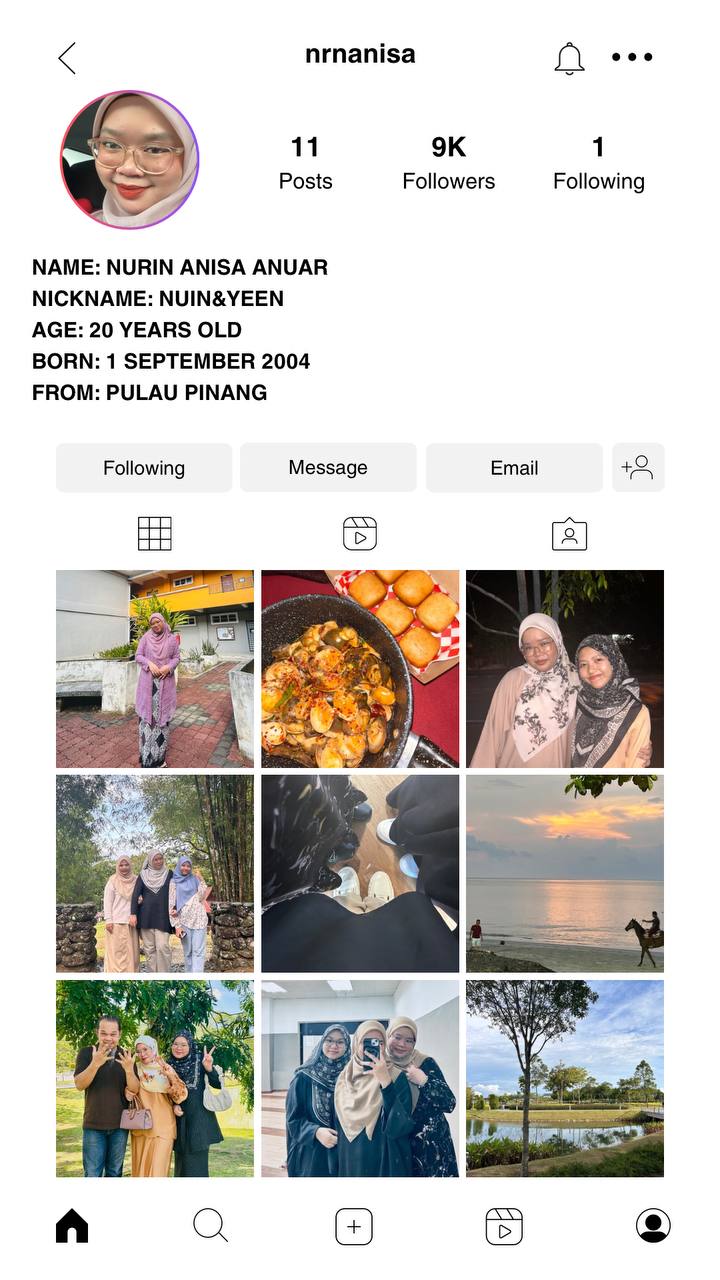 nrnanisa
11 9K 1
Posts Followers Following
NAME: NURIN ANISA ANUAR
NICKNAME: NUIN&YEEN
AGE: 20 YEARS OLD
BORN: 1 SEPTEMBER 2004
FROM: PULAU PINANG
Following Message Email